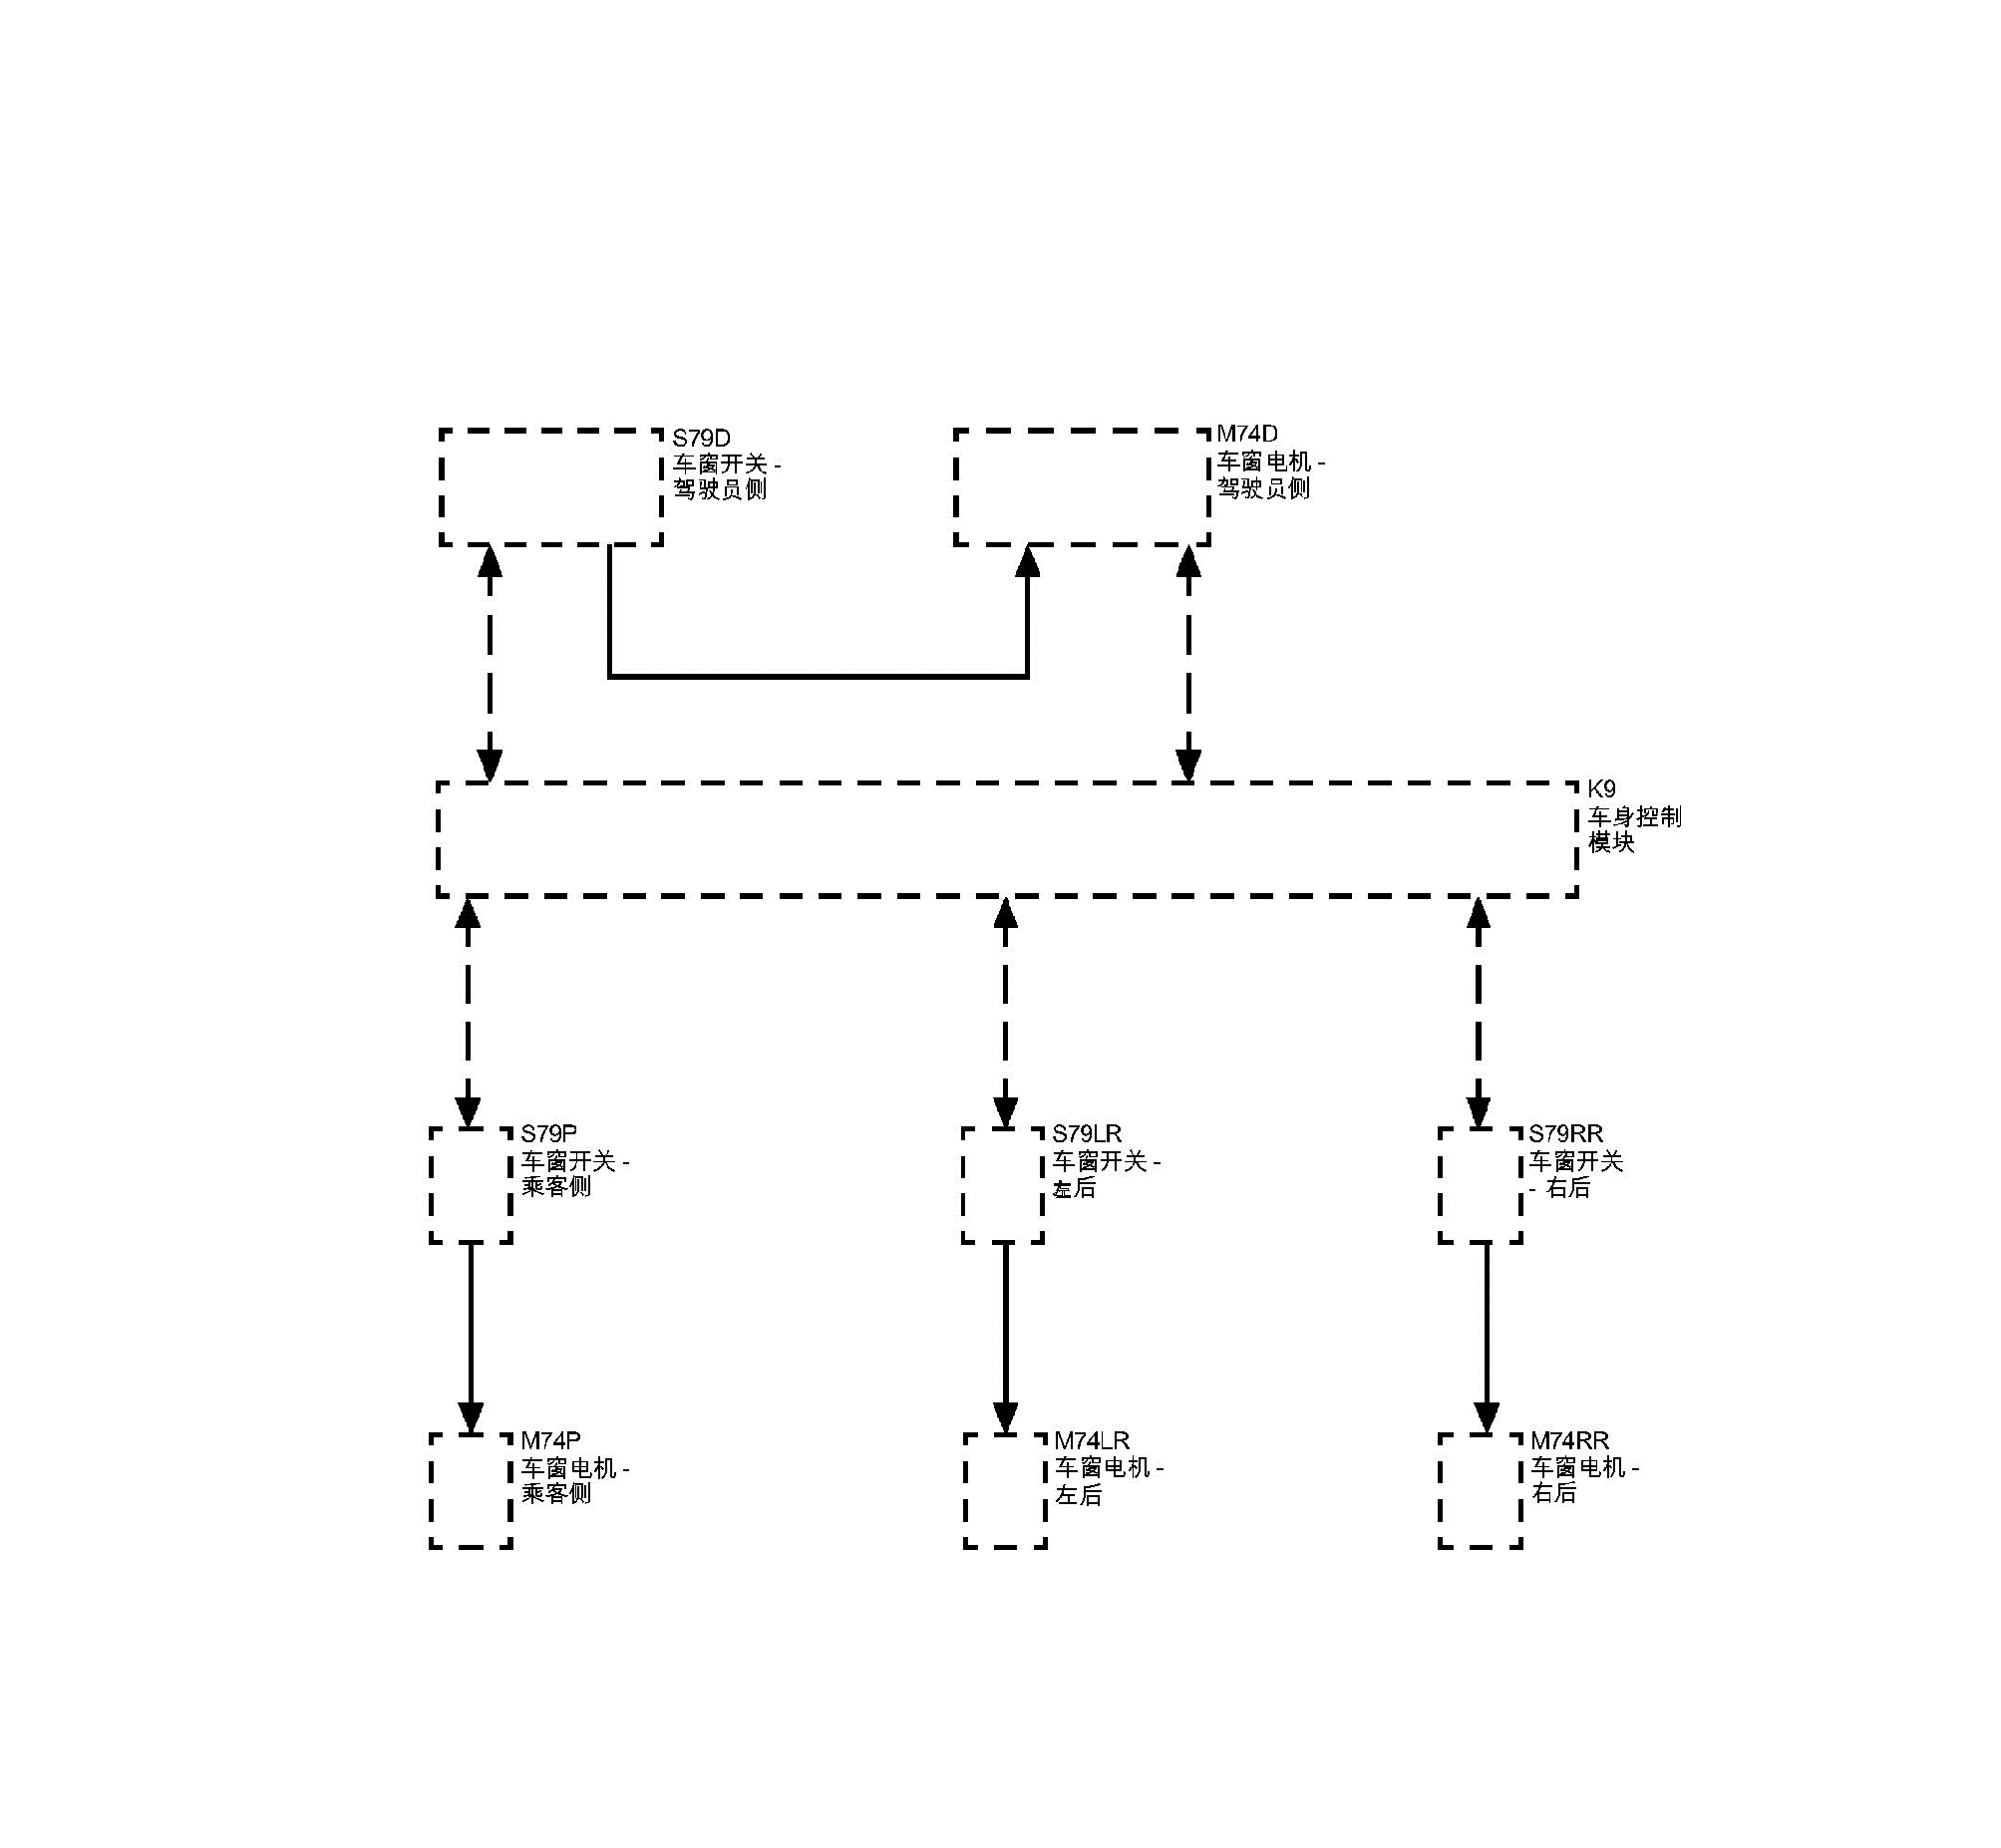 S79D
车窗开关 -
驾驶员侧
M74D
车窗电机 -
驾驶员侧
K9
车身控制
模块
S79P
车窗开关 -
乘客侧
S79LR
车窗开关 -
左后
S79RR
车窗开关
- 右后
M74P
车窗电机 -
乘客侧
M74LR
车窗电机 -
左后
M74RR
车窗电机 -
右后